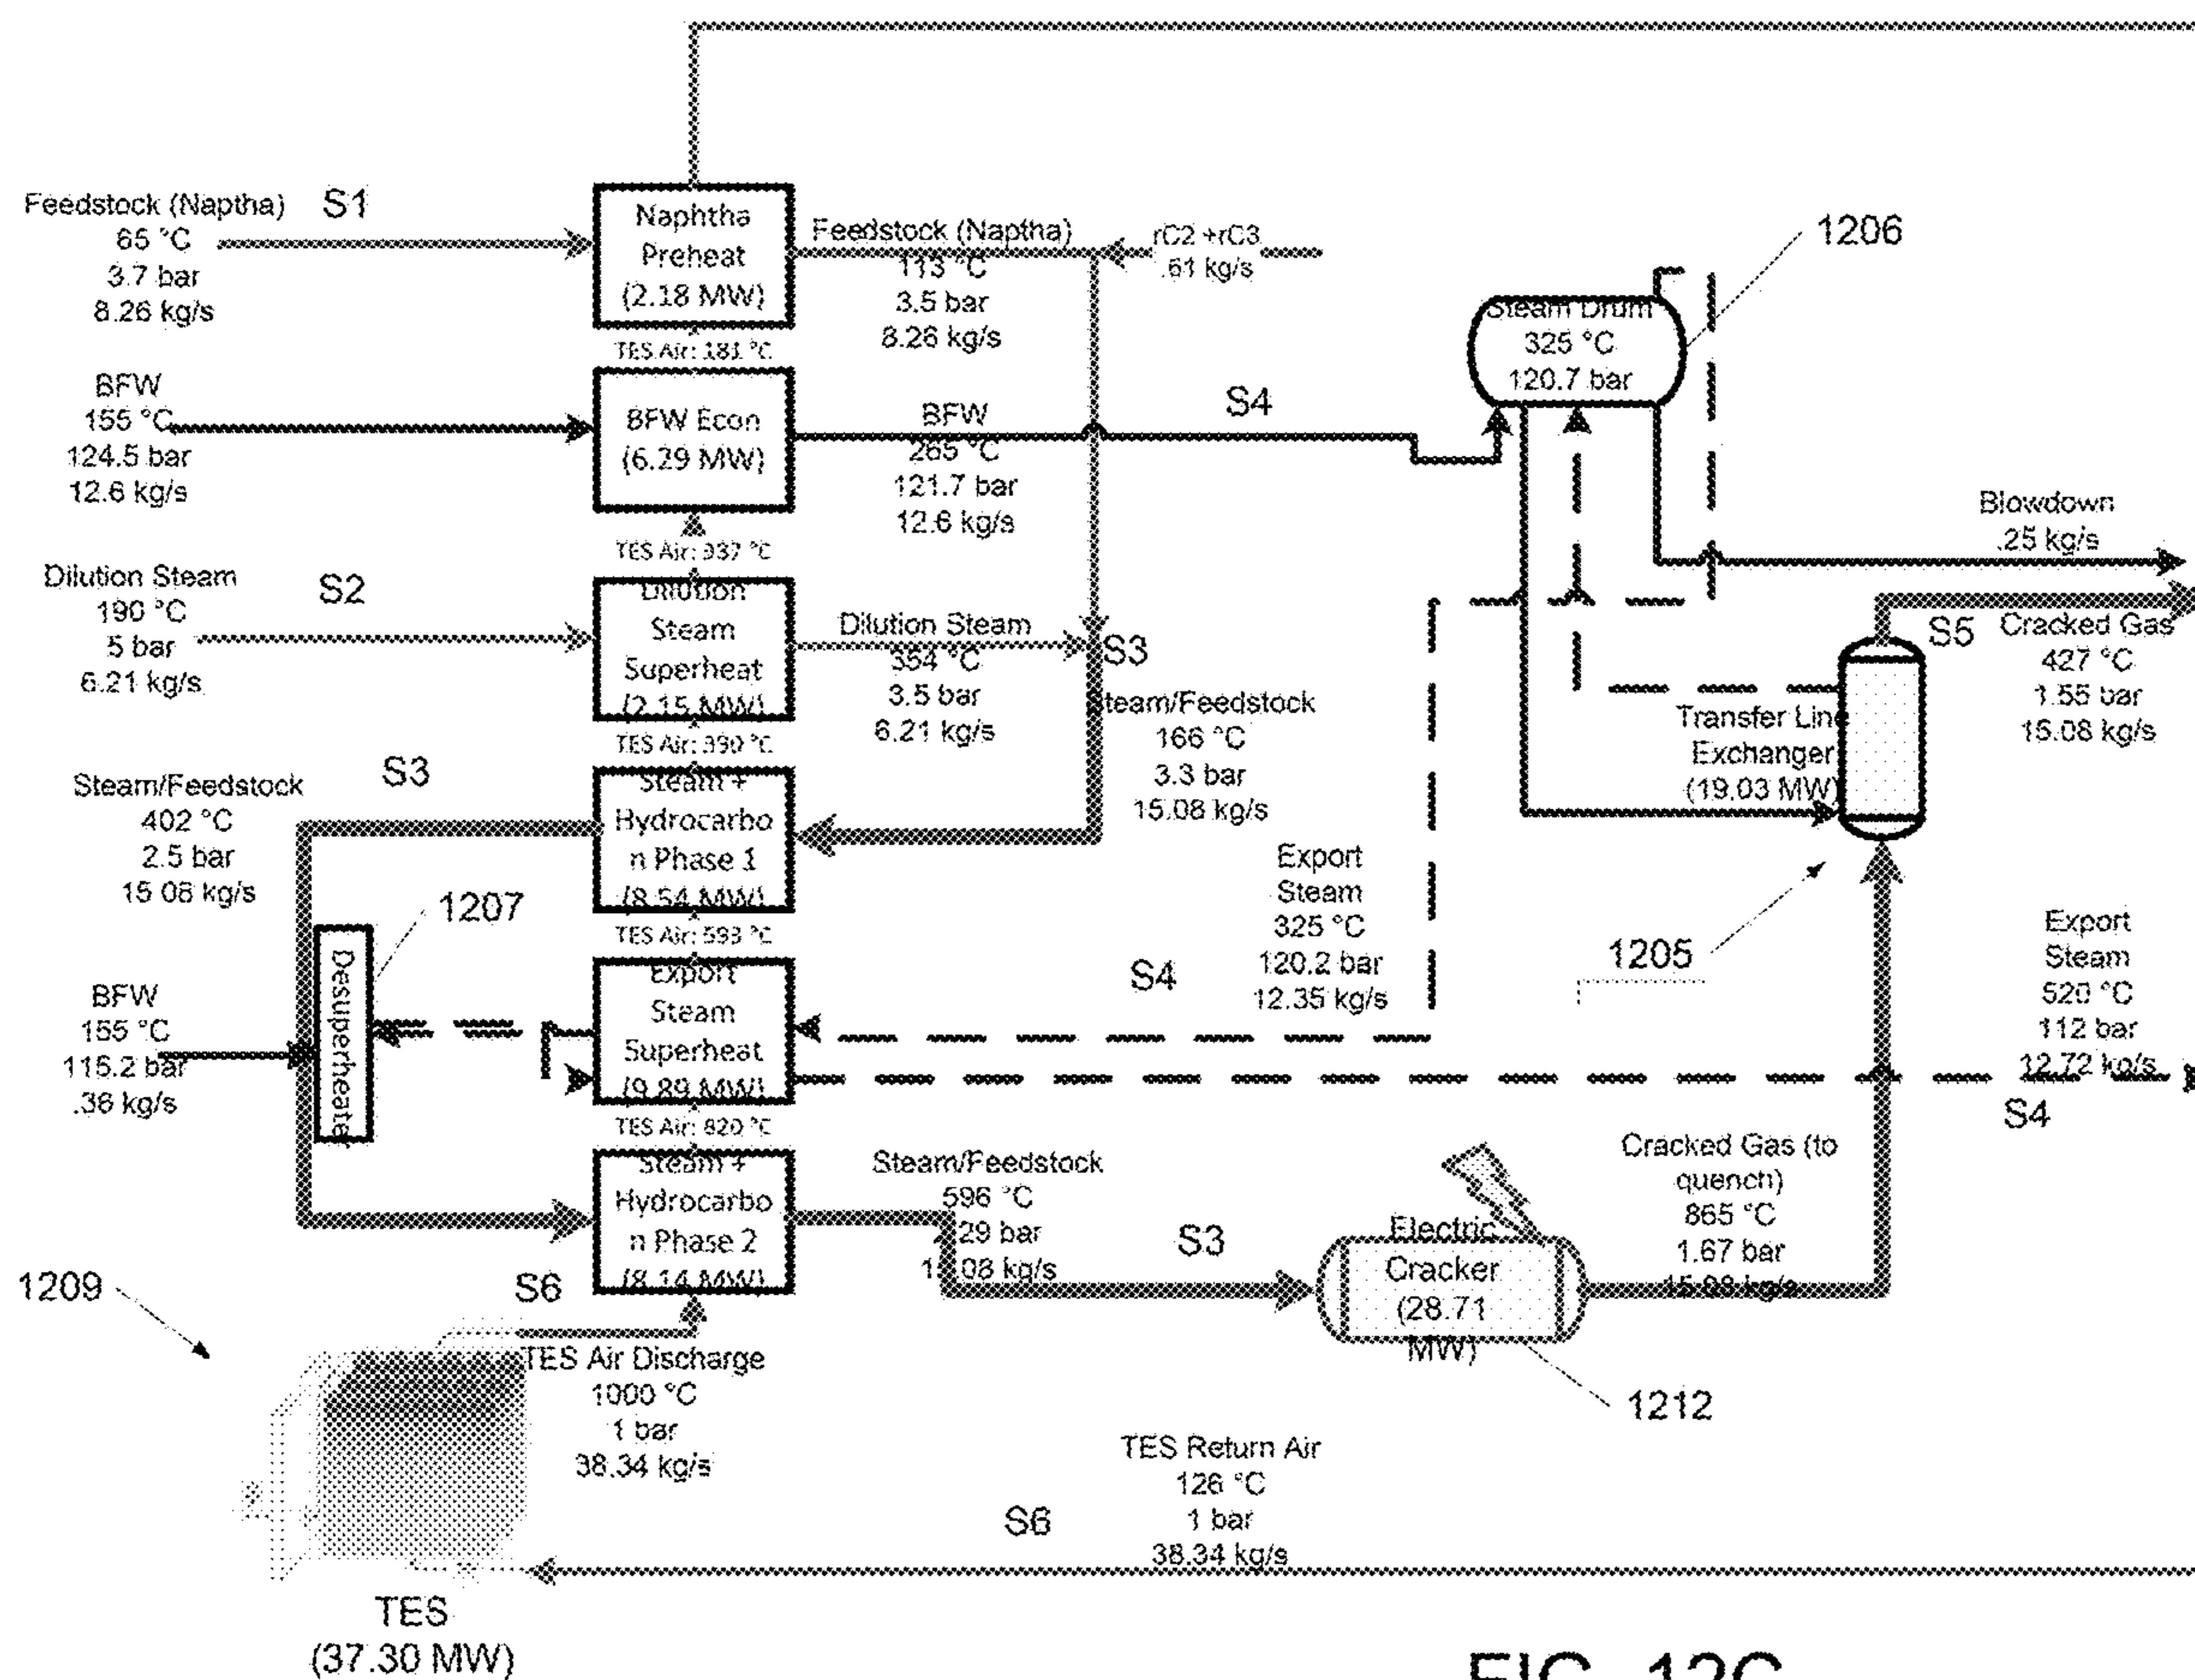 Feedstock (Naptha)
65 °C
3.7 bar
8.26 kg/s
S1
Naphtha
Preheat
(2.18 MW)
Feedstock (Naptha)
113 °C
3.5 bar
8.26 kg/s
rC2 +rC3
.61 kg/s
1206
Steam Drum
325 °C
120.7 bar
TES Air: 181 °C
BFW
155 °C
124.5 bar
12.6 kg/s
BFW Econ
(6.29 MW)
BFW
265 °C
121.7 bar
12.6 kg/s
S4
Blowdown
.25 kg/s
TES Air: 337 °C
Dilution Steam
190 °C
5 bar
6.21 kg/s
S2
Dilution
Steam
Superheat
(2.15 MW)
Dilution Steam
354 °C
3.5 bar
6.21 kg/s
S3
Steam/Feedstock
166 °C
3.3 bar
15.08 kg/s
S5
Cracked Gas
427 °C
1.55 bar
15.08 kg/s
Transfer Line
Exchanger
(19.03 MW)
TES Air: 390 °C
Steam/Feedstock
402 °C
2.5 bar
15 08 kg/s
S3
Steam +
Hydrocarbo
n Phase 1
(8.54 MW)
1207
TES Air: 593 °C
Export
Steam
325 °C
120.2 bar
12.35 kg/s
S4
1205
Export
Steam
520 °C
112 bar
12.72 kg/s
S4
BFW
155 °C
115.2 bar
.36 kg/s
Desuperheater
Export
Steam
Superheat
(9.89 MW)
TES Air: 820 °C
Steam +
Hydrocarbo
n Phase 2
(8.14 MW)
Steam/Feedstock
596 °C
29 bar
08 kg/s
S3
Electric
Cracker
(28.71
MW)
1212
Cracked Gas (to
quench)
865 °C
1.67 bar
15.08 kg/s
1209
S6
TES Air Discharge
1000 °C
1 bar
38.34 kg/s
TES Return Air
126 °C
1 bar
38.34 kg/s
S6
TES
(37.30 MW)
FIG. 12C